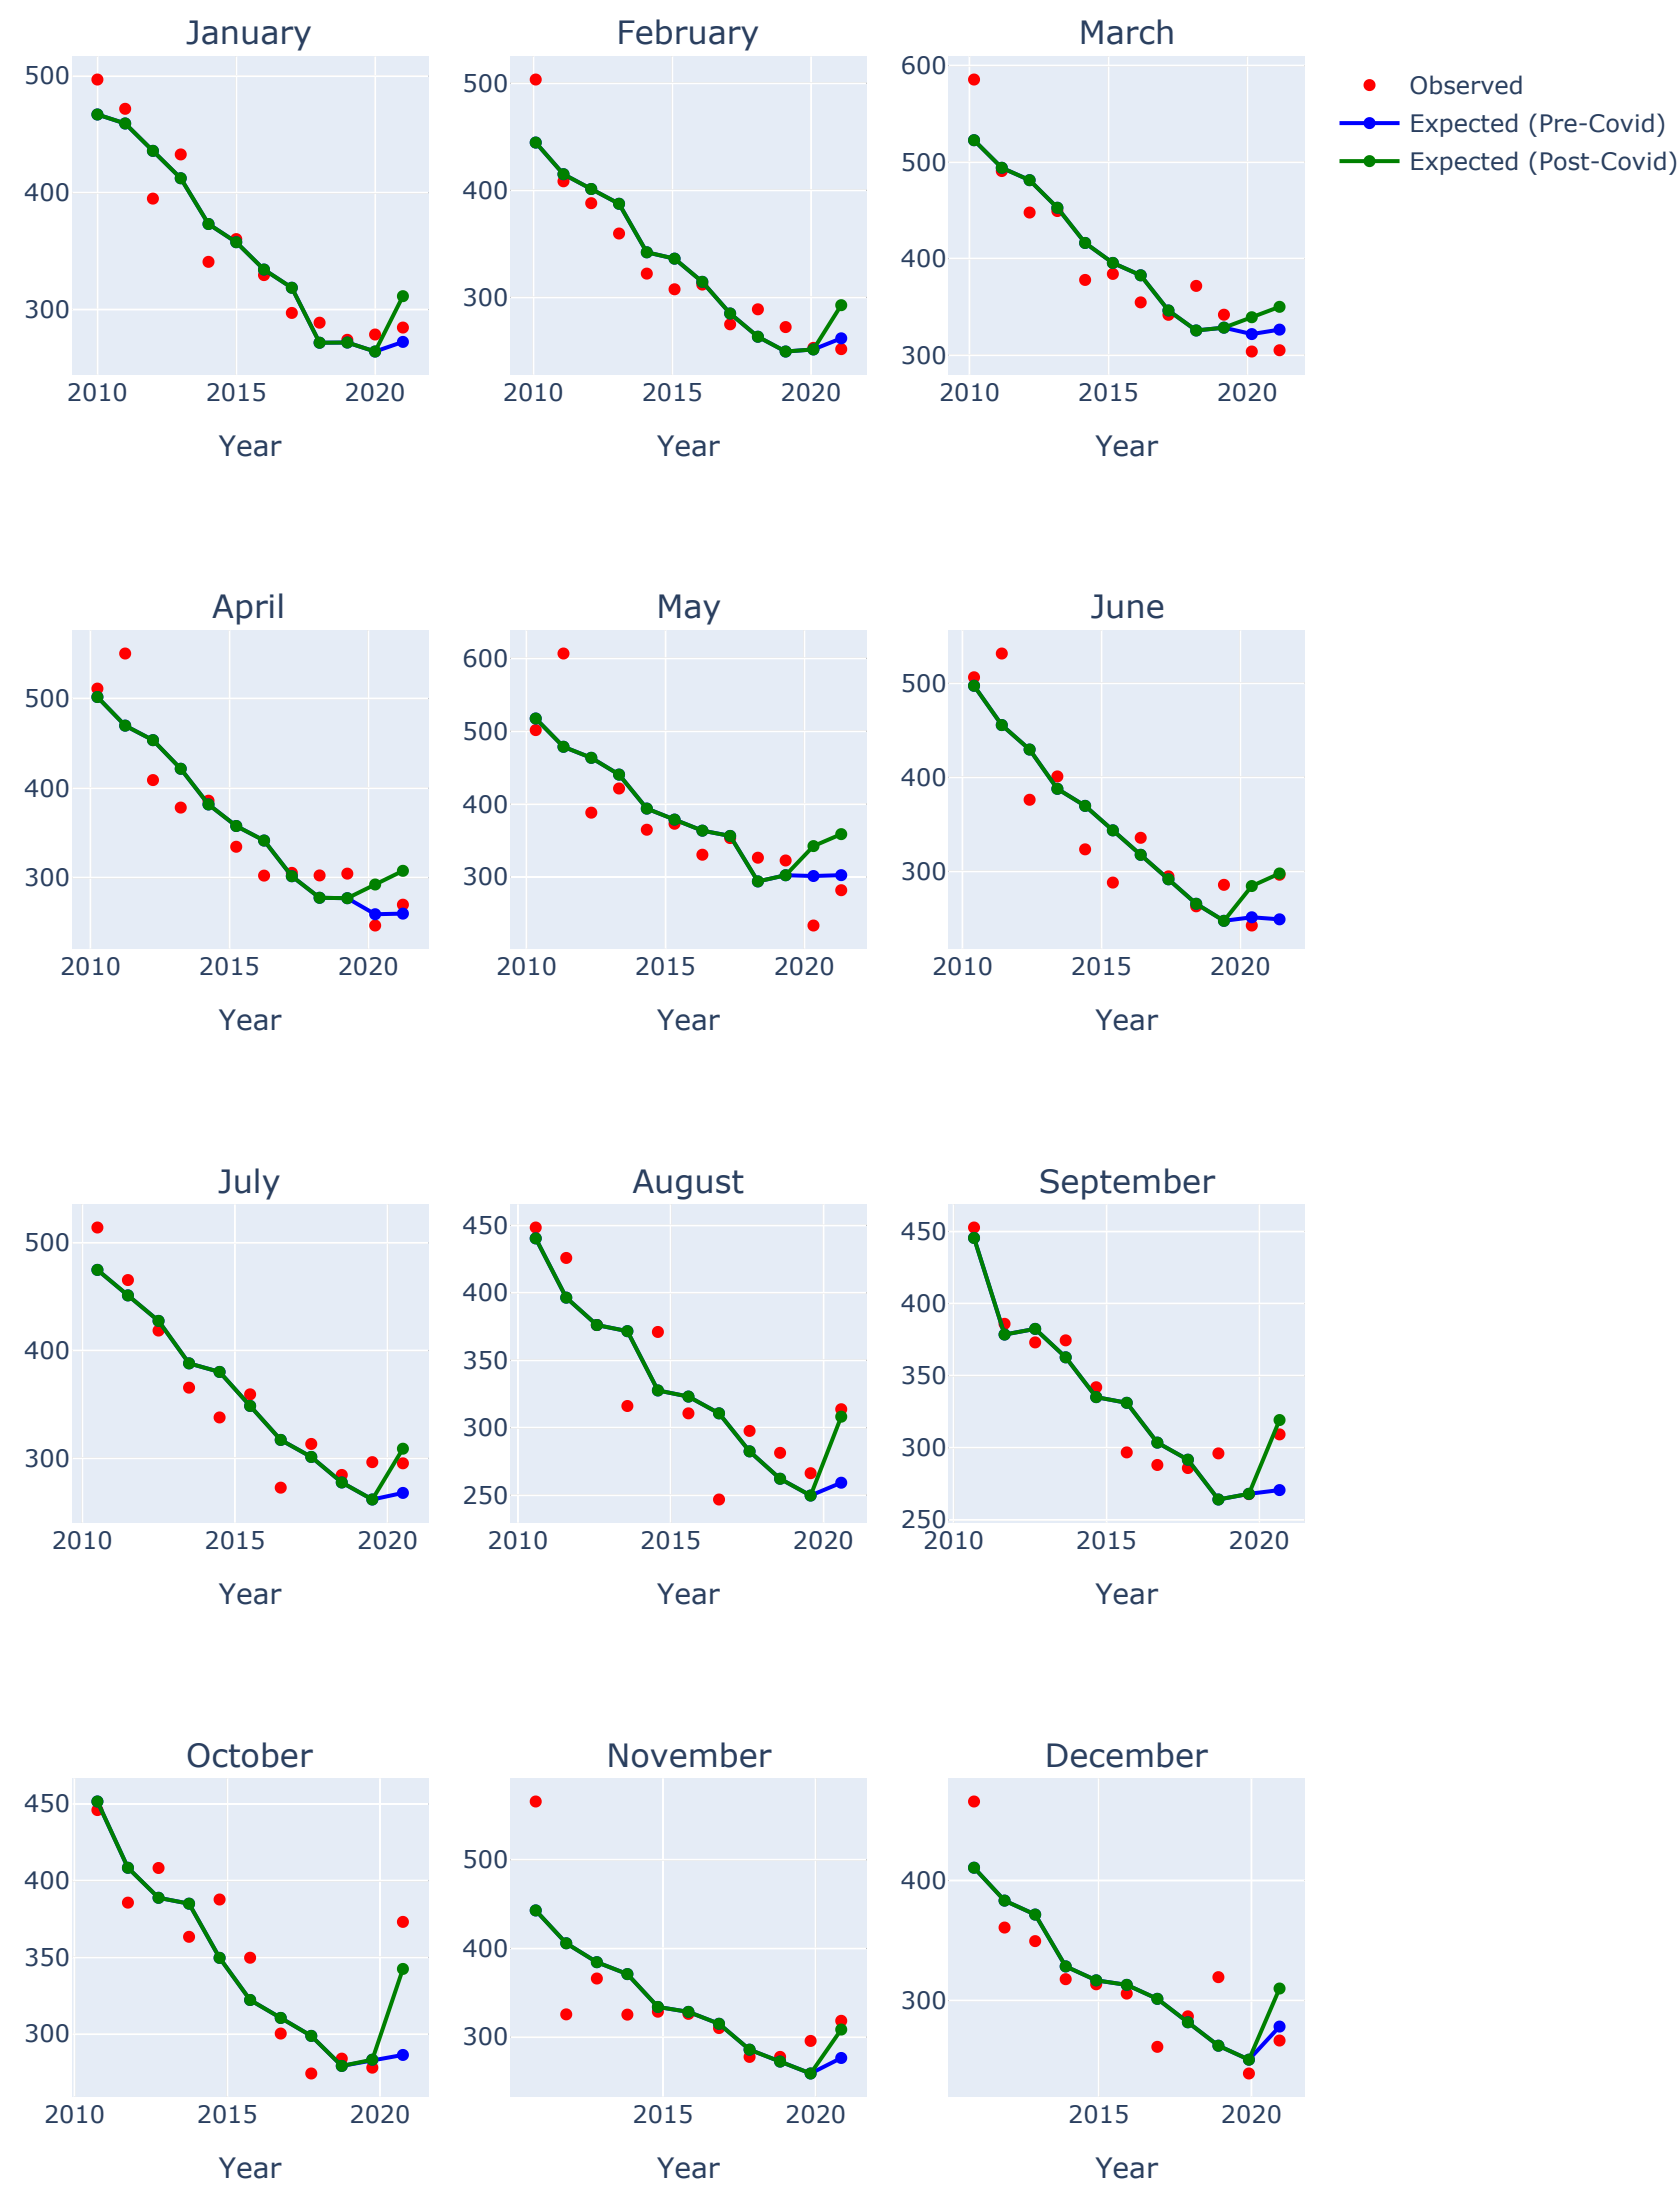 January
February
March
500
400
300
2010
2015
2020
Year
500
400
300
2010
2015
2020
Year
600
500
400
300
2010
2015
2020
Year
Observed
Expected (Pre-Covid)
Expected (Post-Covid)
April
May
June
500
400
300
2010
2015
2020
Year
600
500
400
300
2010
2015
2020
Year
500
400
300
2010
2015
2020
Year
July
August
September
500
400
300
2010
2015
2020
Year
450
400
350
300
250
2010
2015
2020
Year
450
400
350
300
250
2010
2015
2020
Year
October
November
December
450
400
350
300
2010
2015
2020
Year
500
400
300
2015
2020
Year
400
300
2015
2020
Year